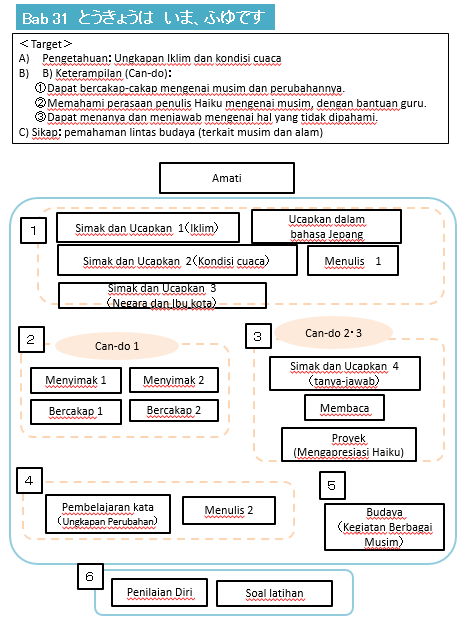 Bab 31 とうきょうは いま、ふゆです
＜Target＞
A) Pengetahuan: Ungkapan Iklim dan kondisi cuaca
B) B) Keterampilan (Can-do):
①Dapat bercakap-cakap mengenai musim dan perubahannya.
②Memahami perasaan penulis Haiku mengenai musim, dengan bantuan guru.
③Dapat menanya dan menjawab mengenai hal yang tidak dipahami.
C) Sikap: pemahaman lintas budaya (terkait musim dan alam)
Amati
1
Simak dan Ucapkan 1(Iklim)
Ucapkan dalam
bahasa Jepang
Simak dan Ucapkan 2(Kondisi cuaca)
Menulis 1
Simak dan Ucapkan 3
(Negara dan Ibu kota)
2
Can-do 1
Menyimak 1
Menyimak 2
Bercakap 1
Bercakap 2
3
Can-do 2・3
Simak dan Ucapkan 4
(tanya-jawab)
Membaca
Proyek
(Mengapresiasi Haiku)
4
Pembelajaran kata
(Ungkapan Perubahan)
Menulis 2
5
Budaya
(Kegiatan Berbagai
Musim)
6
Penilaian Diri
Soal latihan